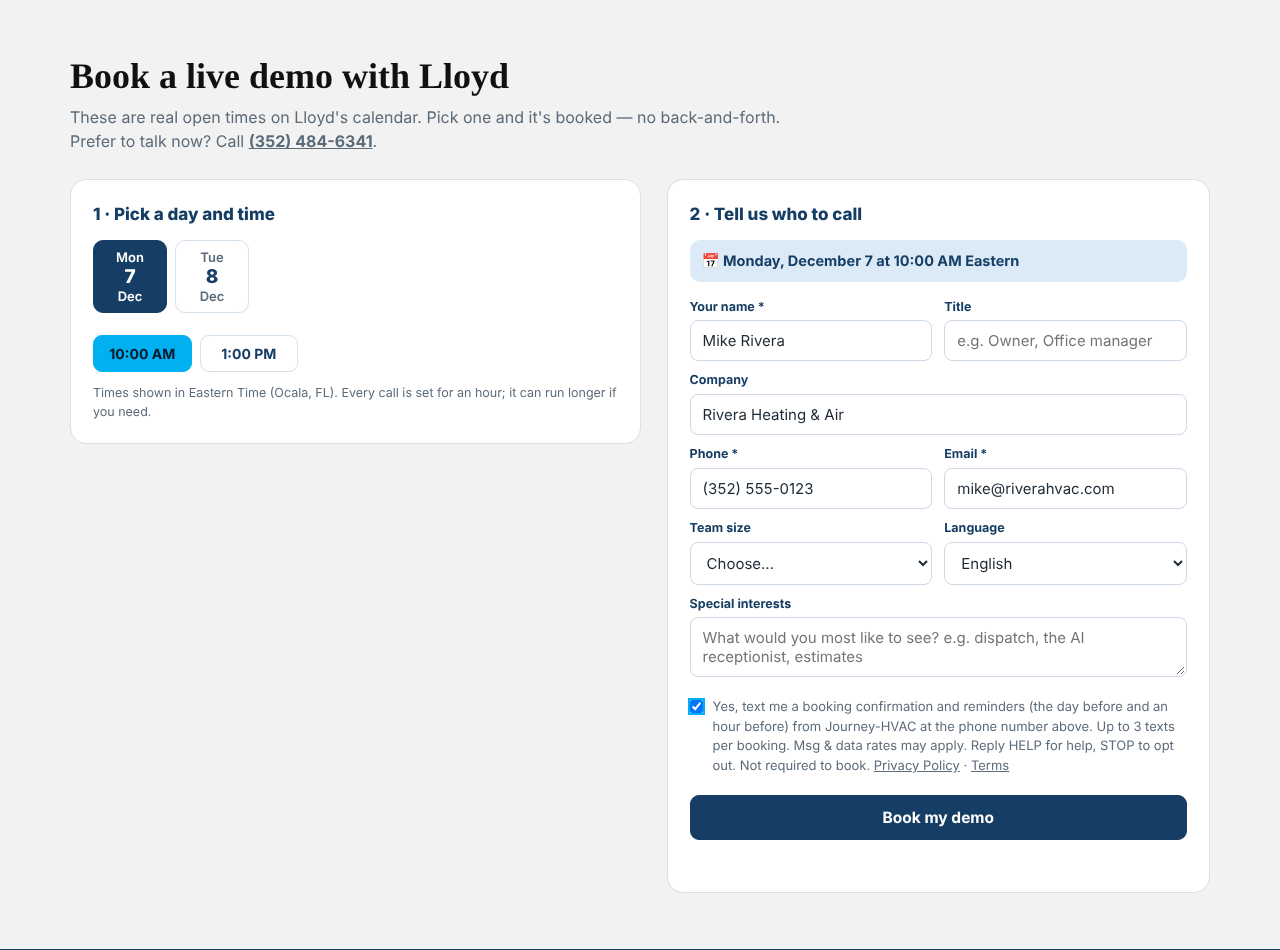 Book a live demo with Lloyd
These are real open times on Lloyd's calendar. Pick one and it's booked — no back-and-forth.
Prefer to talk now? Call (352) 484-6341.
1 · Pick a day and time
Mon
7
Dec
Tue
8
Dec
10:00 AM
1:00 PM
Times shown in Eastern Time (Ocala, FL). Every call is set for an hour; it can run longer if
you need.
2 · Tell us who to call
📅 Monday, December 7 at 10:00 AM Eastern
Your name *
Title
Mike Rivera
e.g. Owner, Office manager
Company
Rivera Heating & Air
Phone *
Email *
(352) 555-0123
mike@riverahvac.com
Team size
Language
Choose...
English
Special interests
What would you most like to see? e.g. dispatch, the AI
receptionist, estimates
Yes, text me a booking confirmation and reminders (the day before and an
hour before) from Journey-HVAC at the phone number above. Up to 3 texts
per booking. Msg & data rates may apply. Reply HELP for help, STOP to opt
out. Not required to book. Privacy Policy · Terms
Book my demo